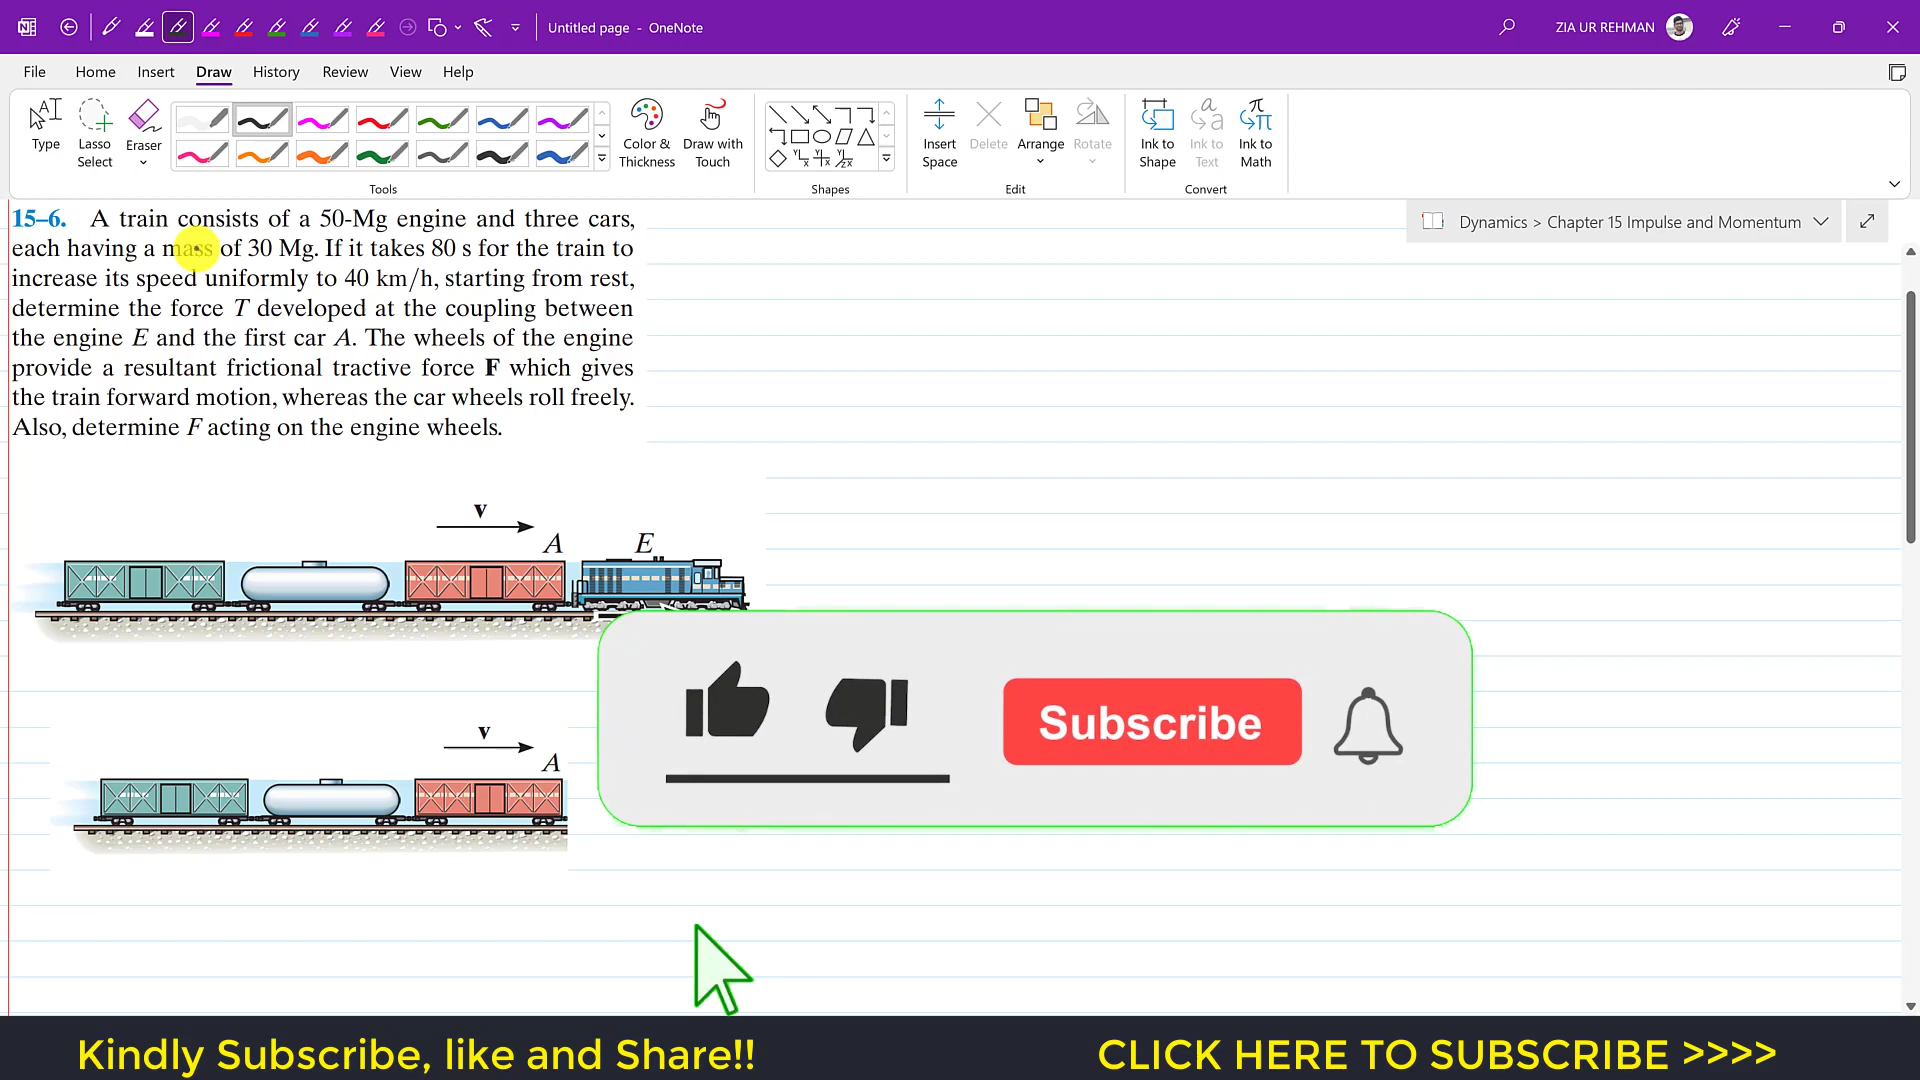 Untitled page - OneNote
ZIA UR REHMAN
File Home Insert Draw History Review View Help
Type
Lasso Select
Eraser
Color & Thickness
Draw with Touch
Insert Space
Delete
Arrange
Rotate
Ink to Shape
Ink to Text
Ink to Math
Tools
Shapes
Edit
Convert
Dynamics > Chapter 15 Impulse and Momentum
15–6. A train consists of a 50-Mg engine and three cars,
each having a mass of 30 Mg. If it takes 80 s for the train to
increase its speed uniformly to 40 km/h, starting from rest,
determine the force T developed at the coupling between
the engine E and the first car A. The wheels of the engine
provide a resultant frictional tractive force F which gives
the train forward motion, whereas the car wheels roll freely.
Also, determine F acting on the engine wheels.
v
A E
Subscribe
v
A
Kindly Subscribe, like and Share!!
CLICK HERE TO SUBSCRIBE >>>>